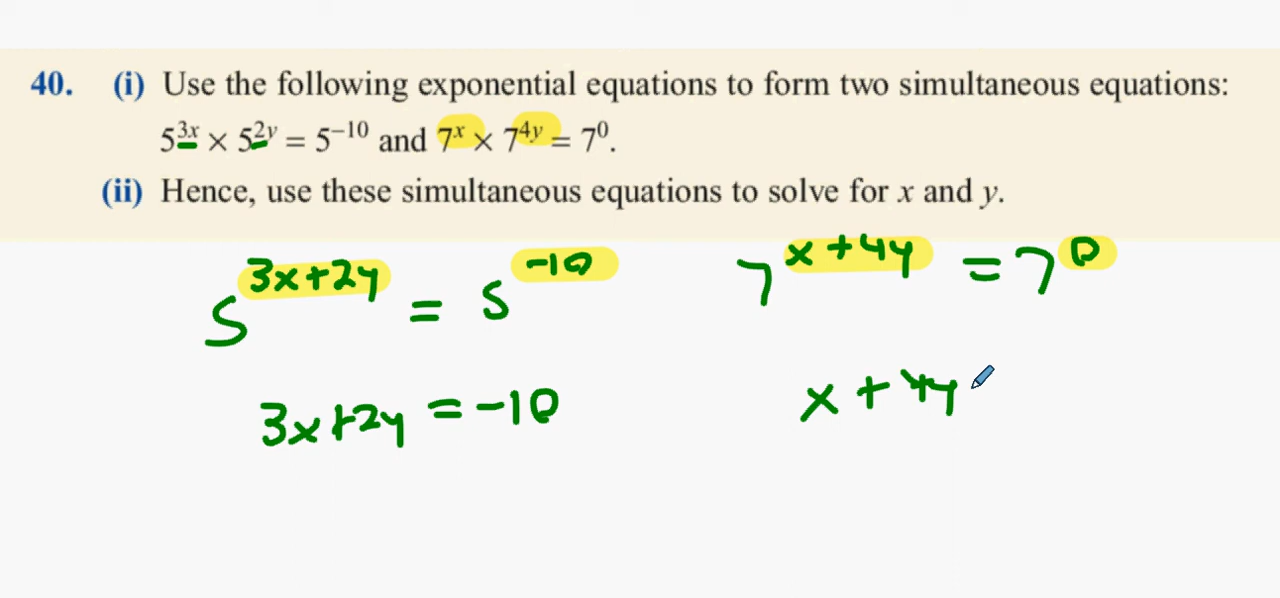 40. (i) Use the following exponential equations to form two simultaneous equations:
5^{3x} × 5^{2y} = 5^{-10} and 7^{x} × 7^{4y} = 7^{0}.
(ii) Hence, use these simultaneous equations to solve for x and y.
5^{3x+2y} = 5^{-10} 7^{x+4y} = 7^{0}
3x+2y = -10 x + 4y